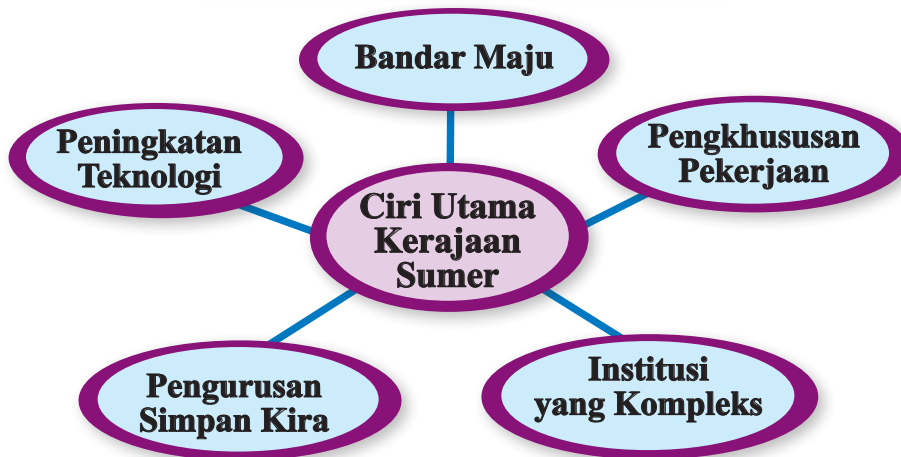 Bandar Maju
Peningkatan
Teknologi
Pengkhususan
Pekerjaan
Ciri Utama
Kerajaan
Sumer
Pengurusan
Simpan Kira
Institusi
yang Kompleks